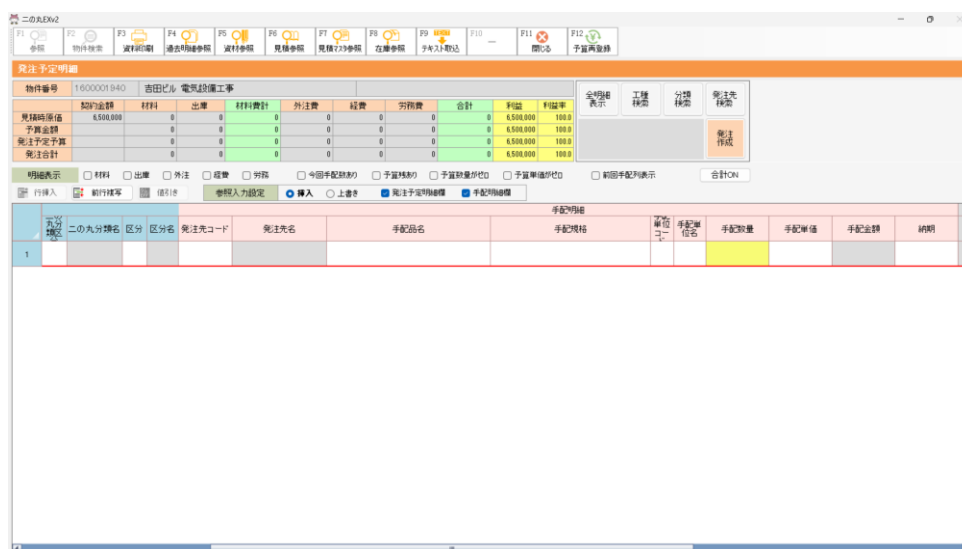 二の丸EXv2
F1 参照 F2 物件検索 F3 資料印刷 F4 過去明細参照 F5 資材参照 F6 見積参照 F7 見積マスタ参照 F8 在庫参照 F9 テキスト取込 F10 F11 閉じる F12 予算再登録
発注予定明細
物件番号 1600001940 吉田ビル 電気設備工事
契約金額 材料 出庫 材料費計 外注費 経費 労務費 合計 利益 利益率
見積時原価 6,500,000 0 0 0 0 0 0 0 6,500,000 100.0
予算金額 0 0 0 0 0 0 0 6,500,000 100.0
発注予定予算 0 0 0 0 0 0 0 6,500,000 100.0
発注合計 0 0 0 0 0 0 0 6,500,000 100.0
全明細表示 工種検索 分類検索 発注先検索
発注作成
明細表示 材料 出庫 外注 経費 労務 今回手配数あり 予算残あり 予算数量がゼロ 予算単価がゼロ 前回手配列表示 合計ON
行挿入 前行複写 値引き 参照入力設定 挿入 上書き 発注予定明細欄 手配明細欄
手配明細
二の丸分類名 区分 区分名 発注先コード 発注先名 手配品名 手配規格 手配単位名 手配数量 手配単価 手配金額 納期
1